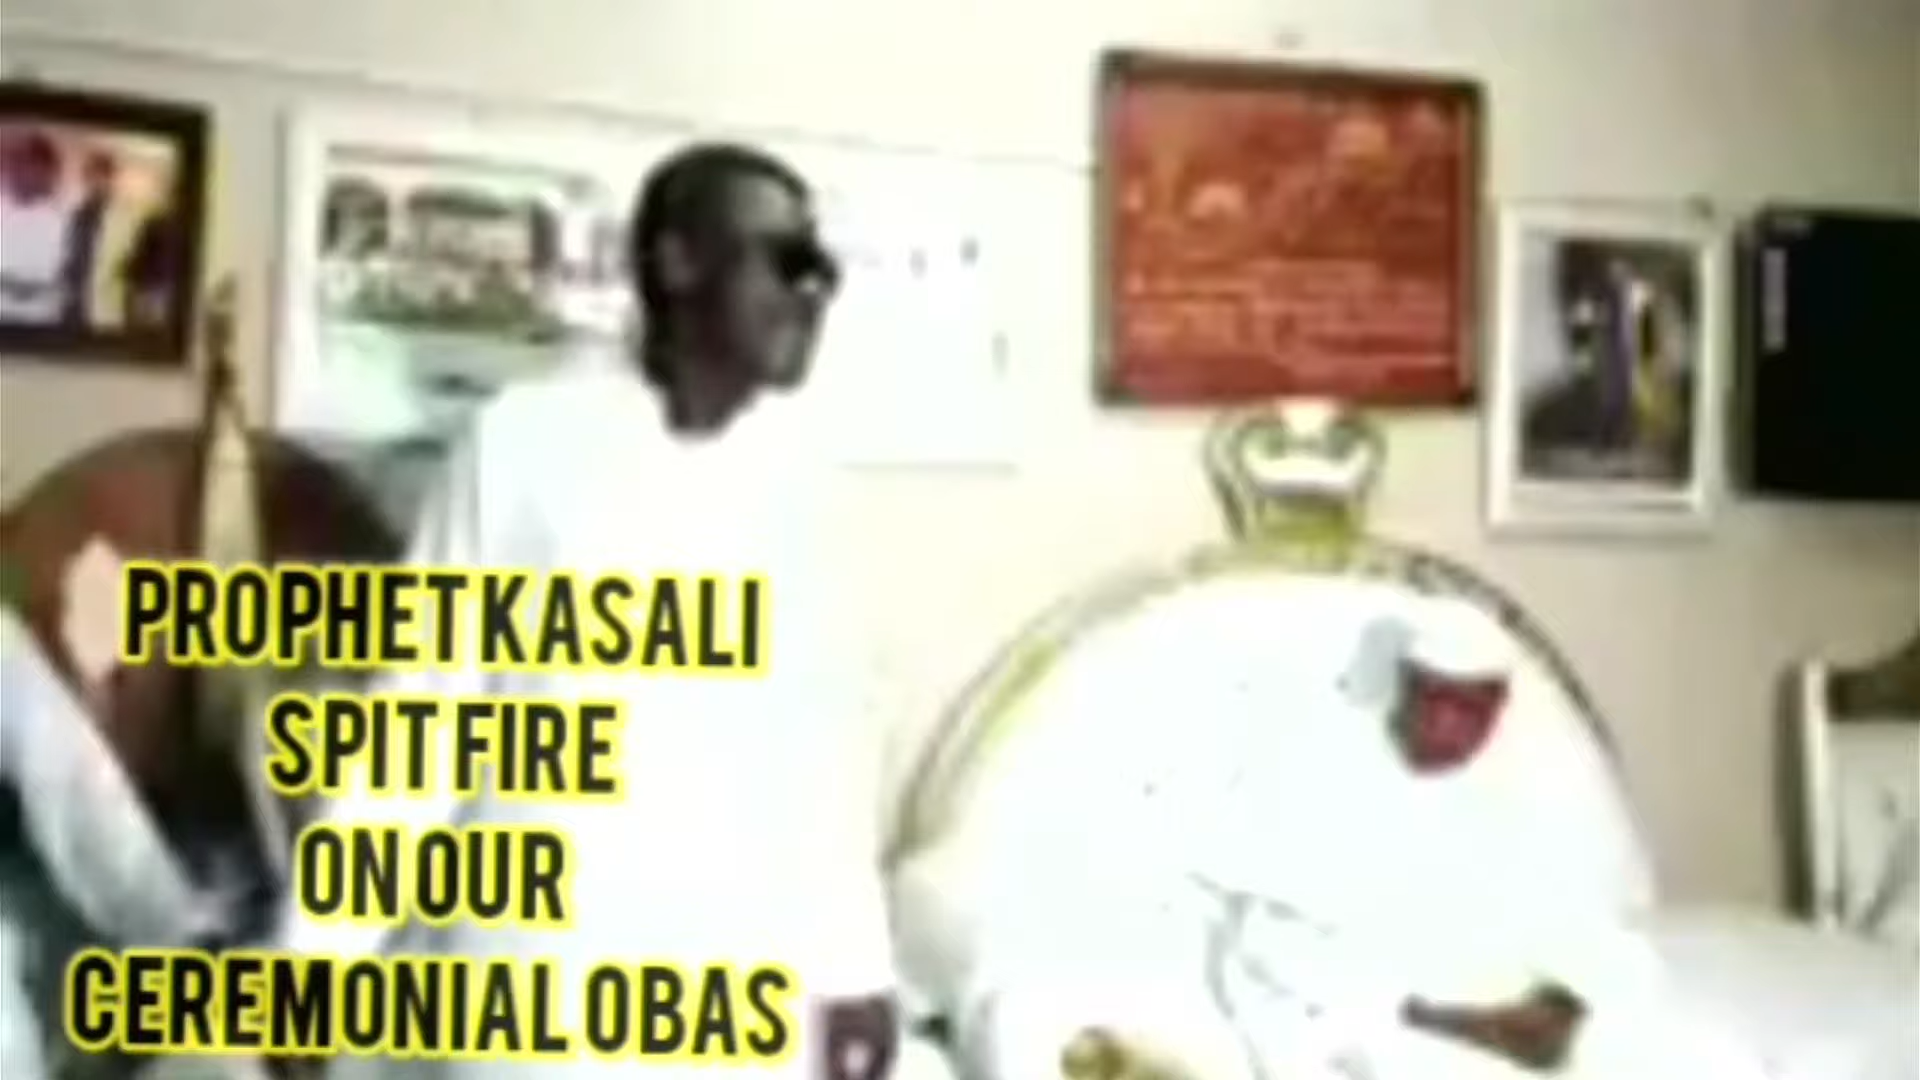 PROPHET KASALI
SPIT FIRE
ON OUR
CEREMONIAL OBAS